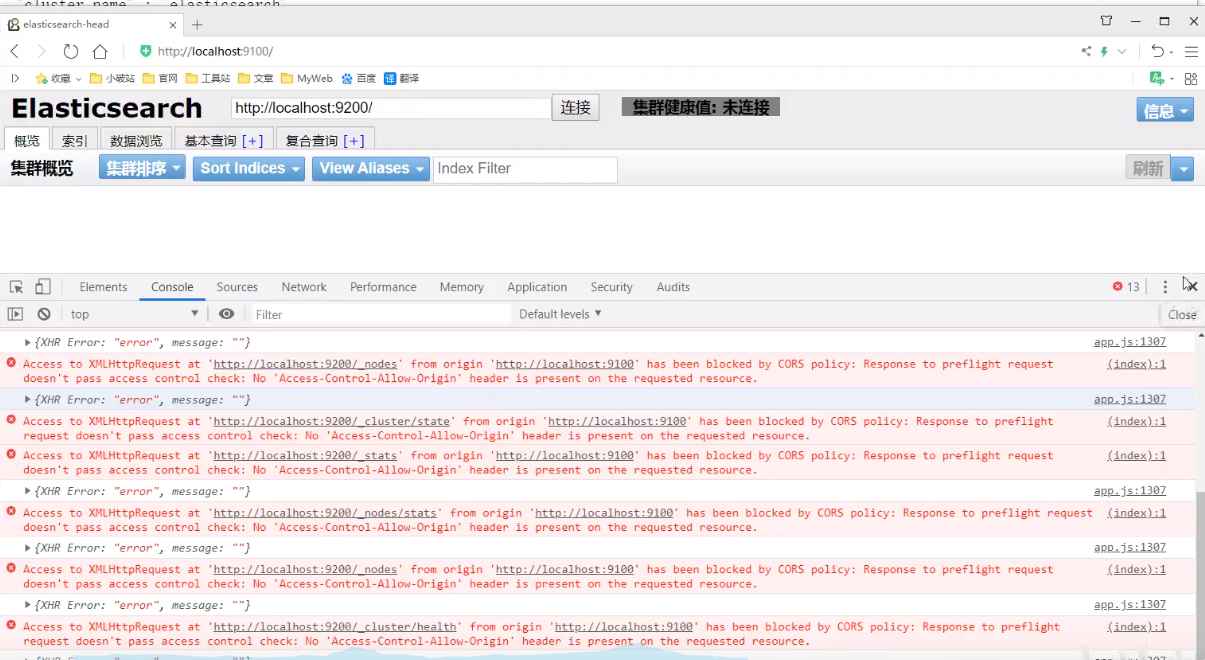 "cluster_name" : "elasticsearch"
elasticsearch-head
http://localhost:9100/
收藏 小破站 官网 工具站 文章 MyWeb 百度 译 翻译
Elasticsearch http://localhost:9200/ 连接 集群健康值: 未连接 信息
概览 索引 数据浏览 基本查询 [+] 复合查询 [+]
集群概览 集群排序 Sort Indices View Aliases Index Filter 刷新
Elements Console Sources Network Performance Memory Application Security Audits 13
top Filter Default levels Close
{XHR Error: "error", message: ""} app.js:1307
Access to XMLHttpRequest at 'http://localhost:9200/_nodes' from origin 'http://localhost:9100' has been blocked by CORS policy: Response to preflight request (index):1
doesn't pass access control check: No 'Access-Control-Allow-Origin' header is present on the requested resource.
{XHR Error: "error", message: ""} app.js:1307
Access to XMLHttpRequest at 'http://localhost:9200/_cluster/state' from origin 'http://localhost:9100' has been blocked by CORS policy: Response to preflight (index):1
request doesn't pass access control check: No 'Access-Control-Allow-Origin' header is present on the requested resource.
Access to XMLHttpRequest at 'http://localhost:9200/_stats' from origin 'http://localhost:9100' has been blocked by CORS policy: Response to preflight request (index):1
doesn't pass access control check: No 'Access-Control-Allow-Origin' header is present on the requested resource.
{XHR Error: "error", message: ""} app.js:1307
Access to XMLHttpRequest at 'http://localhost:9200/_nodes/stats' from origin 'http://localhost:9100' has been blocked by CORS policy: Response to preflight request (index):1
doesn't pass access control check: No 'Access-Control-Allow-Origin' header is present on the requested resource.
{XHR Error: "error", message: ""} app.js:1307
Access to XMLHttpRequest at 'http://localhost:9200/_nodes' from origin 'http://localhost:9100' has been blocked by CORS policy: Response to preflight request (index):1
doesn't pass access control check: No 'Access-Control-Allow-Origin' header is present on the requested resource.
{XHR Error: "error", message: ""} app.js:1307
Access to XMLHttpRequest at 'http://localhost:9200/_cluster/health' from origin 'http://localhost:9100' has been blocked by CORS policy: Response to preflight (index):1
request doesn't pass access control check: No 'Access-Control-Allow-Origin' header is present on the requested resource.